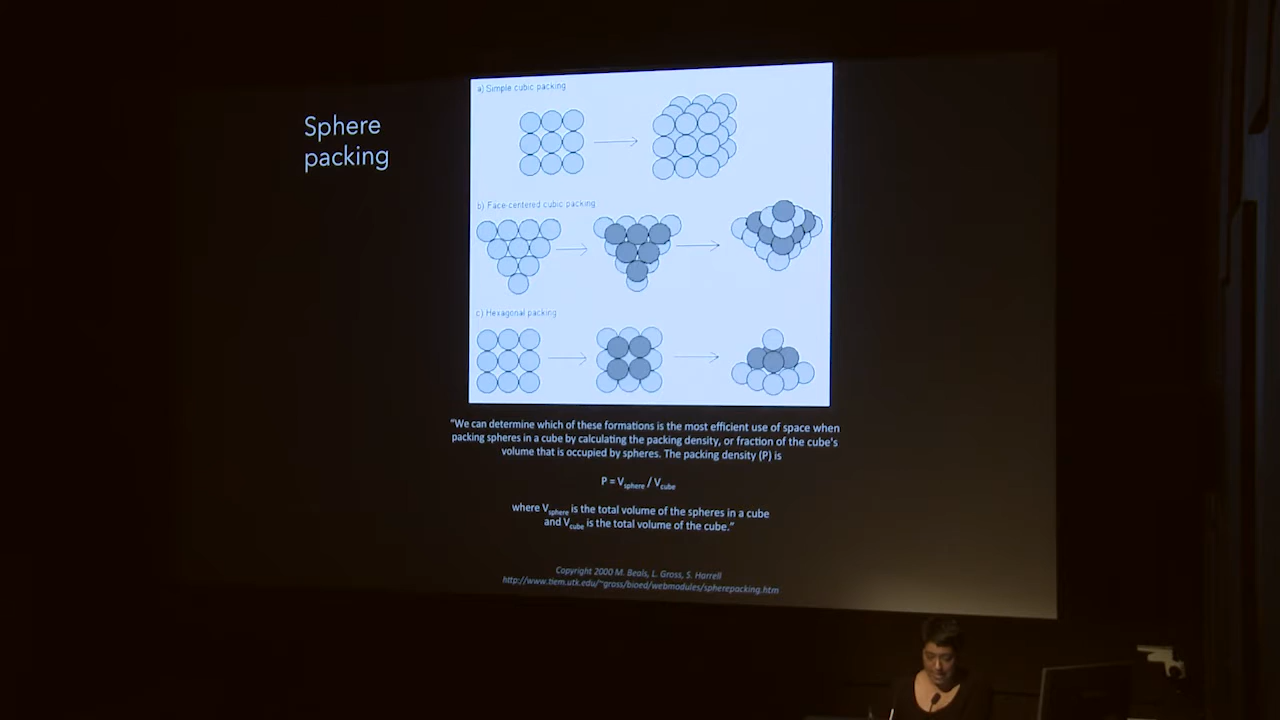 Sphere
packing
a) Simple cubic packing
b) Face-centered cubic packing
c) Hexagonal packing
"We can determine which of these formations is the most efficient use of space when
packing spheres in a cube by calculating the packing density, or fraction of the cube's
volume that is occupied by spheres. The packing density (P) is
P = Vsphere / Vcube
where Vsphere is the total volume of the spheres in a cube
and Vcube is the total volume of the cube."
Copyright 2000 M. Beals, L. Gross, S. Harrell
http://www.tiem.utk.edu/~gross/bioed/webmodules/spherepacking.htm